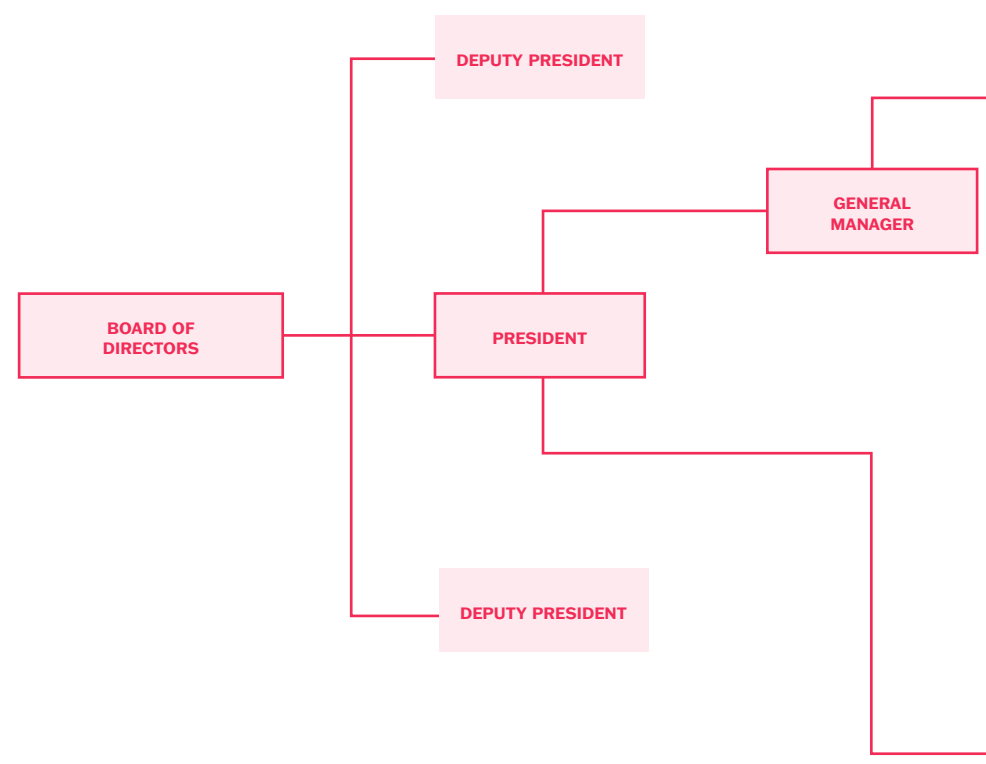 DEPUTY PRESIDENT
GENERAL
MANAGER
BOARD OF
DIRECTORS
PRESIDENT
DEPUTY PRESIDENT